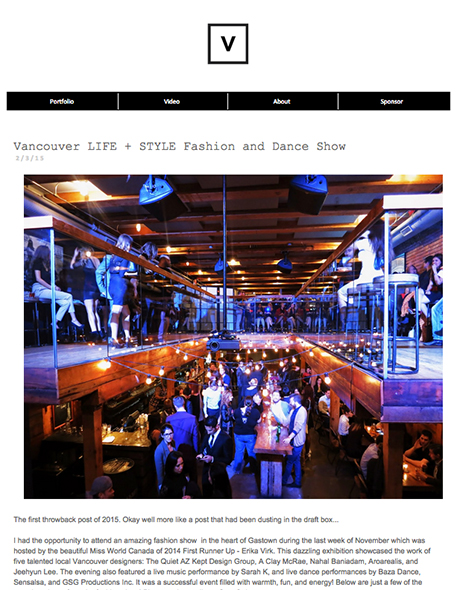 V
Portfolio Video About Sponsor
Vancouver LIFE + STYLE Fashion and Dance Show
2/3/15
The first throwback post of 2015. Okay well more like a post that had been dusting in the draft box...
I had the opportunity to attend an amazing fashion show in the heart of Gastown during the last week of November which was
hosted by the beautiful Miss World Canada of 2014 First Runner Up - Erika Virk. This dazzling exhibition showcased the work of
five talented local Vancouver designers: The Quiet AZ Kept Design Group, A Clay McRae, Nahal Baniadam, Aroarealis, and
Jeehyun Lee. The evening also featured a live music performance by Sarah K, and live dance performances by Baza Dance,
Sensalsa, and GSG Productions Inc. It was a successful event filled with warmth, fun, and energy! Below are just a few of the